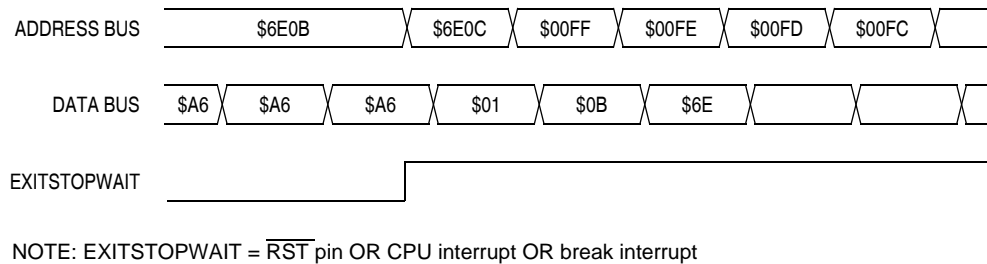 ADDRESS BUS $6E0B $6E0C $00FF $00FE $00FD $00FC
DATA BUS $A6 $A6 $A6 $01 $0B $6E
EXITSTOPWAIT
NOTE: EXITSTOPWAIT = RST pin OR CPU interrupt OR break interrupt